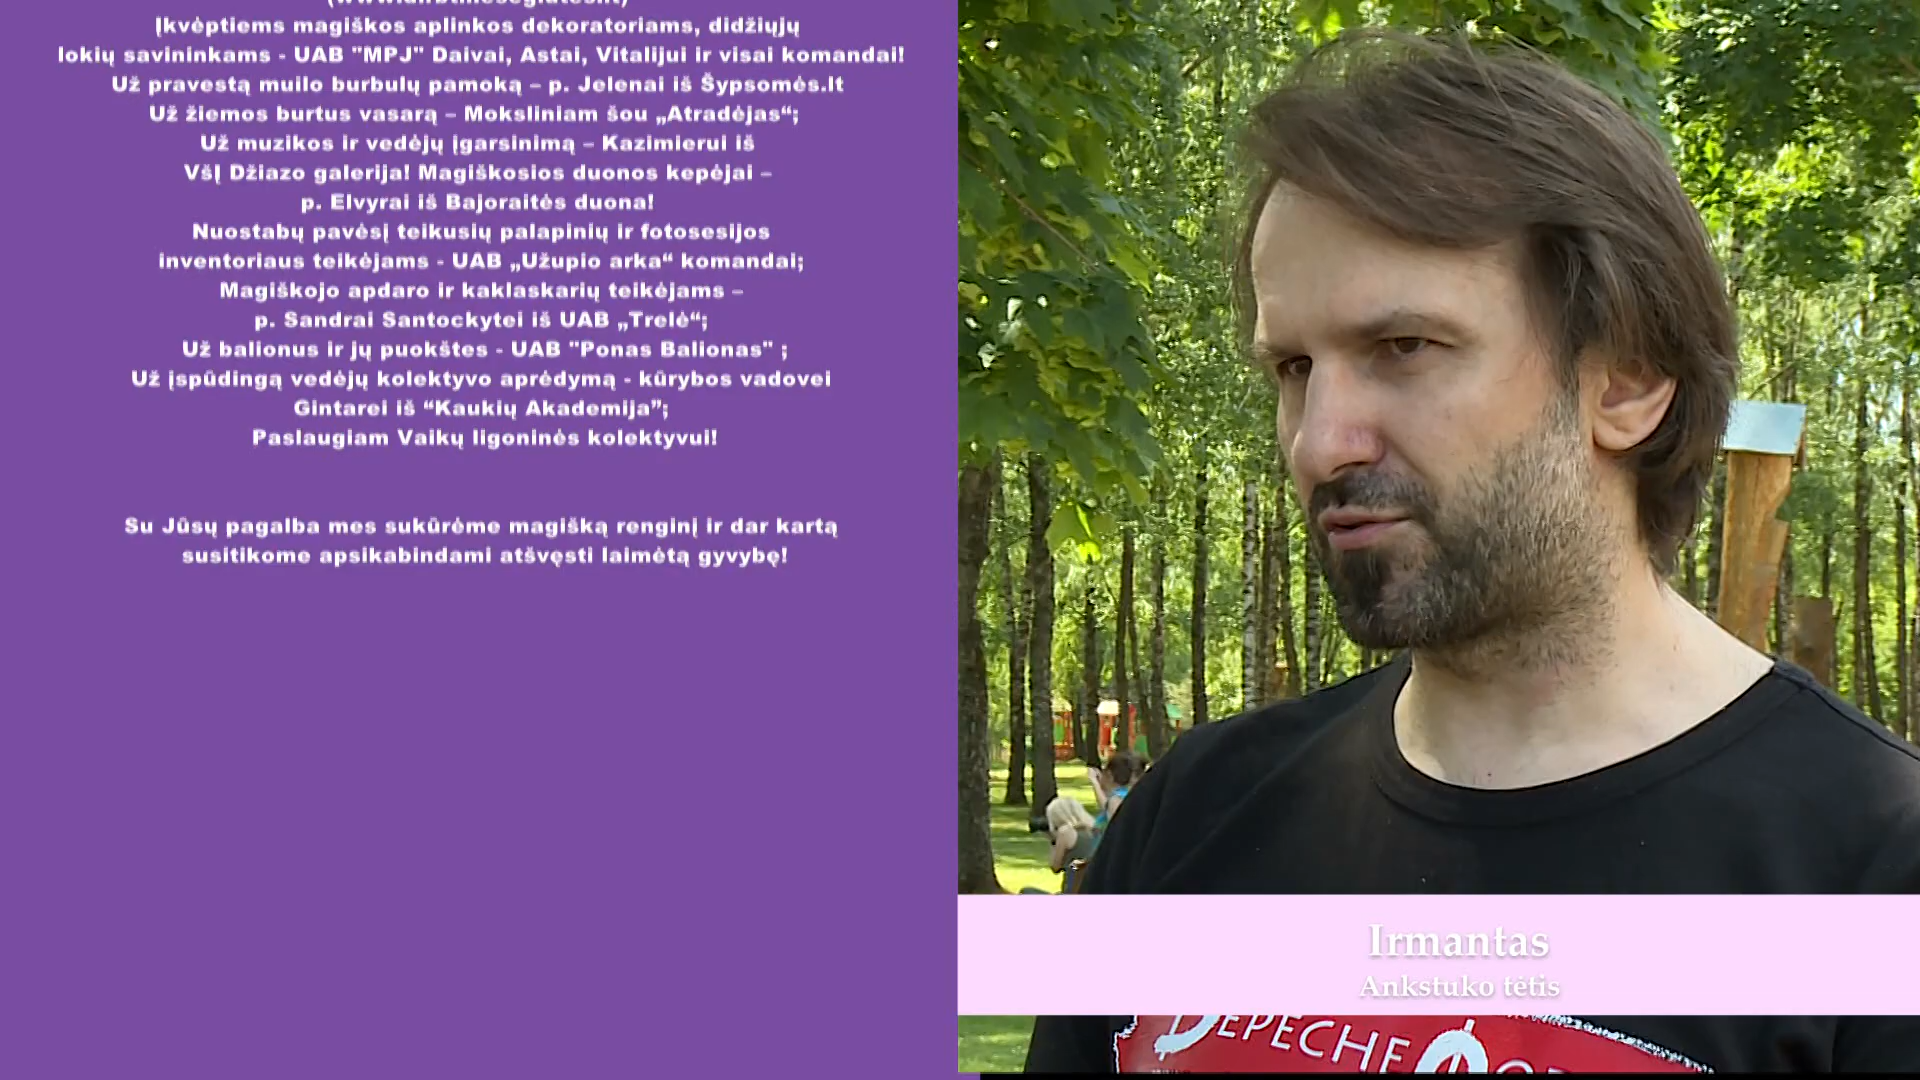 Įkvėptiems magiškos aplinkos dekoratoriams, didžiųjų
lokių savininkams - UAB "MPJ" Daivai, Astai, Vitalijui ir visai komandai!
Už pravestą muilo burbulų pamoką – p. Jelenai iš Šypsomės.lt
Už žiemos burtus vasarą – Moksliniam šou „Atradėjas“;
Už muzikos ir vedėjų įgarsinimą – Kazimierui iš
VšĮ Džiazo galerija! Magiškosios duonos kepėjai –
p. Elvyrai iš Bajoraitės duona!
Nuostabų pavėsį teikusių palapinių ir fotosesijos
inventoriaus teikėjams - UAB „Užupio arka“ komandai;
Magiškojo apdaro ir kaklaskarių teikėjams –
p. Sandrai Santockytei iš UAB „Trelė“;
Už balionus ir jų puokštes - UAB "Ponas Balionas" ;
Už įspūdingą vedėjų kolektyvo aprėdymą - kūrybos vadovei
Gintarei iš “Kaukių Akademija”;
Paslaugiam Vaikų ligoninės kolektyvui!
Su Jūsų pagalba mes sukūrėme magišką renginį ir dar kartą
susitikome apsikabindami atšvęsti laimėtą gyvybę!
Irmantas
Ankstuko tėtis
DEPECHE